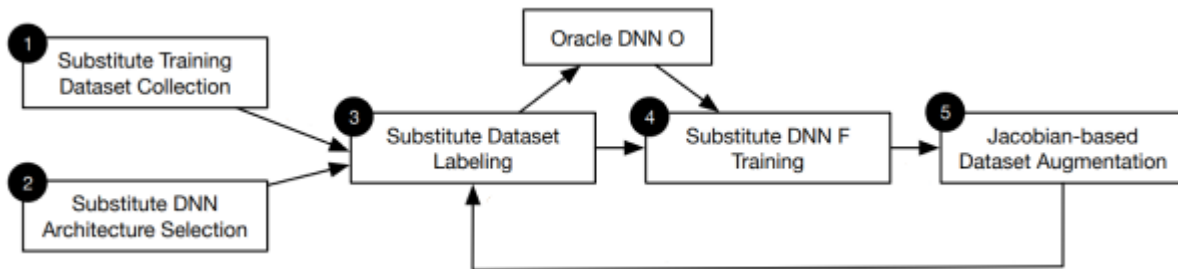 1
Substitute Training
Dataset Collection
2
Substitute DNN
Architecture Selection
3
Substitute Dataset
Labeling
Oracle DNN O
4
Substitute DNN F
Training
5
Jacobian-based
Dataset Augmentation